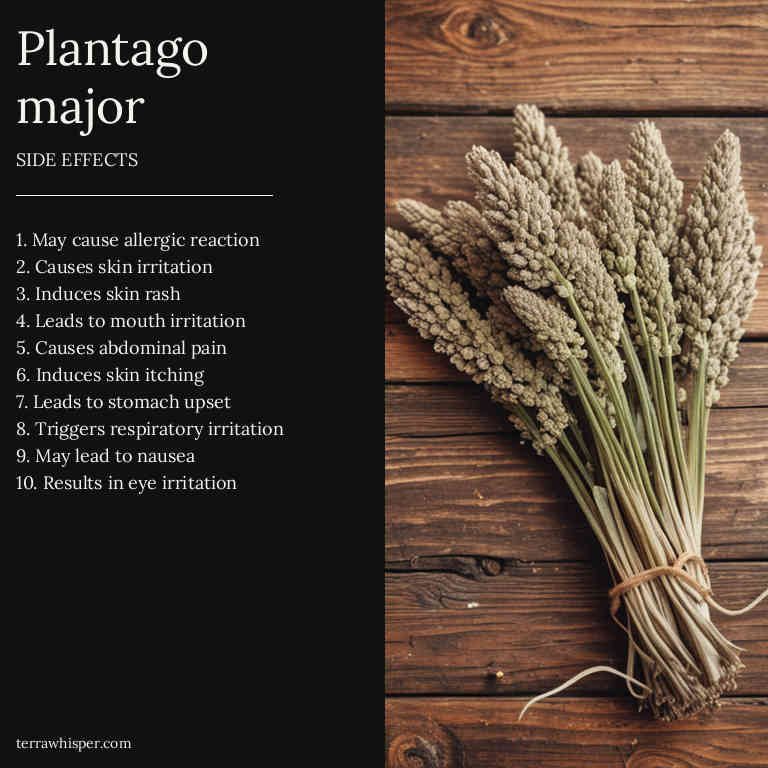 Plantago
major
SIDE EFFECTS
1. May cause allergic reaction
2. Causes skin irritation
3. Induces skin rash
4. Leads to mouth irritation
5. Causes abdominal pain
6. Induces skin itching
7. Leads to stomach upset
8. Triggers respiratory irritation
9. May lead to nausea
10. Results in eye irritation
terrawhisper.com